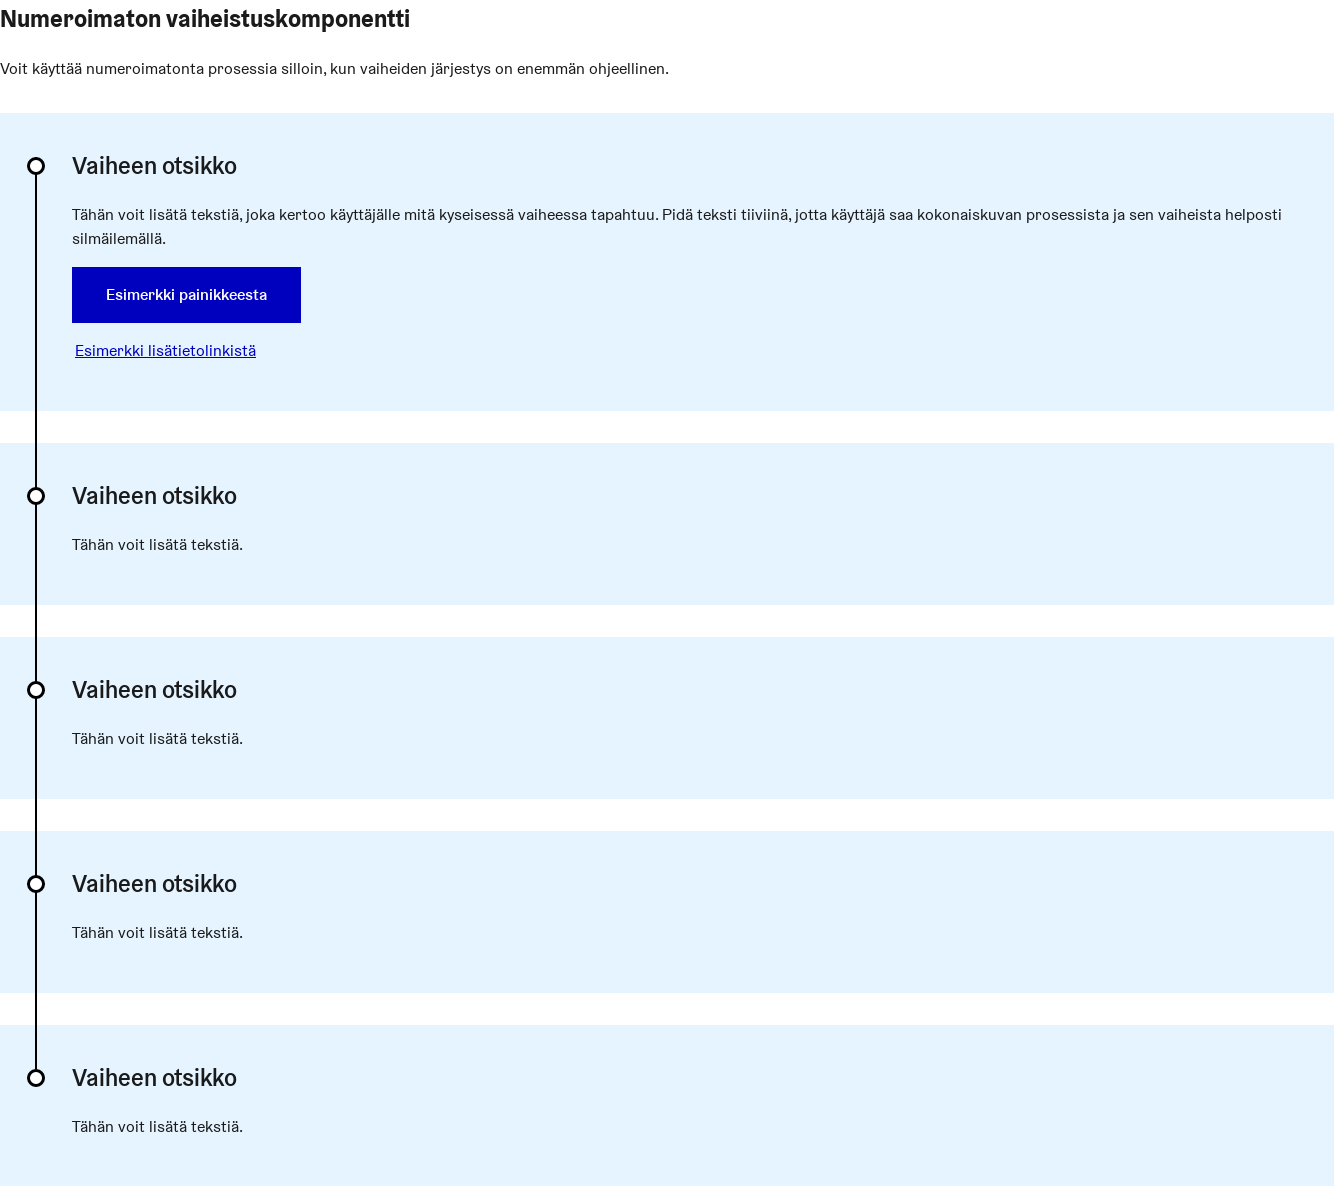 Numeroimaton vaiheistuskomponentti
Voit käyttää numeroimatonta prosessia silloin, kun vaiheiden järjestys on enemmän ohjeellinen.
Vaiheen otsikko
Tähän voit lisätä tekstiä, joka kertoo käyttäjälle mitä kyseisessä vaiheessa tapahtuu. Pidä teksti tiiviinä, jotta käyttäjä saa kokonaiskuvan prosessista ja sen vaiheista helposti
silmäilemällä.
Esimerkki painikkeesta
Esimerkki lisätietolinkistä
Vaiheen otsikko
Tähän voit lisätä tekstiä.
Vaiheen otsikko
Tähän voit lisätä tekstiä.
Vaiheen otsikko
Tähän voit lisätä tekstiä.
Vaiheen otsikko
Tähän voit lisätä tekstiä.